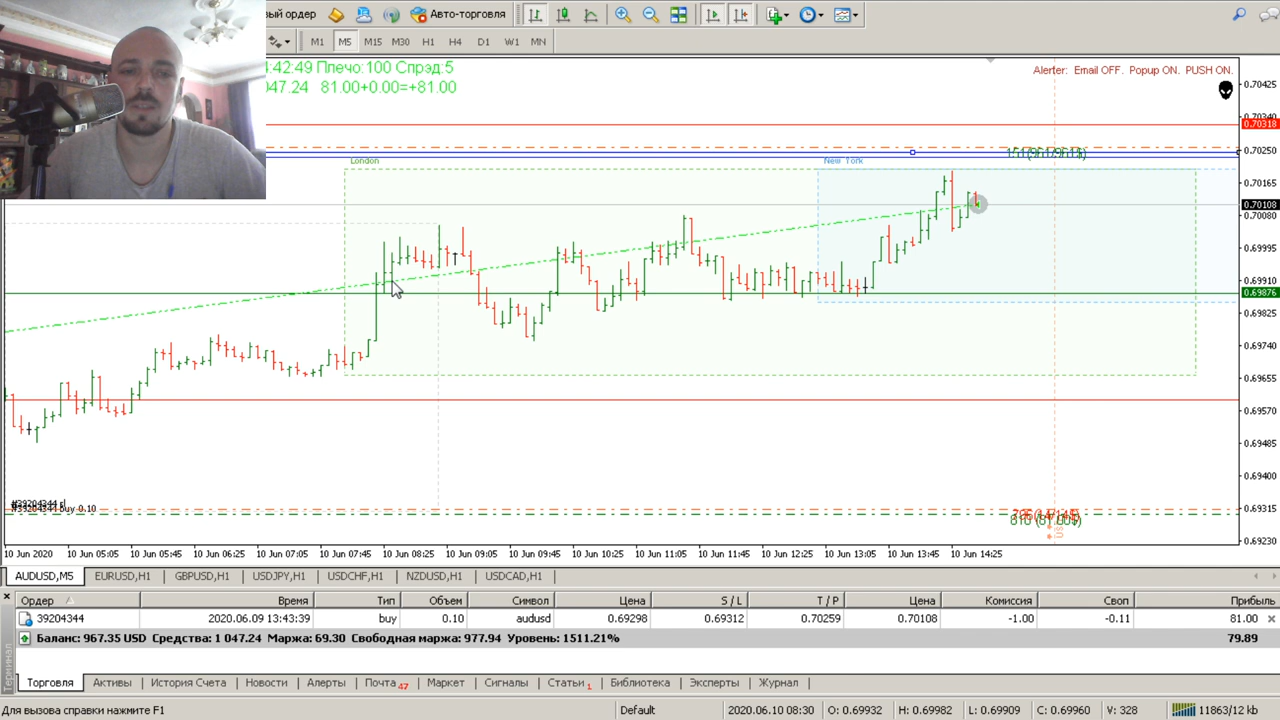 вый ордер Авто-торговля
M1 M5 M15 M30 H1 H4 D1 W1 MN
4:42:49 Плечо:100 Спрэд:5
047.24 81.00+0.00=+81.00
Alerter: Email OFF. Popup ON. PUSH ON.
0.70425
0.70340
0.70318
0.70250
London
New York
0.70165
0.70108
0.70080
0.69995
0.69910
0.69876
0.69825
0.69740
0.69655
0.69570
0.69485
0.69400
0.69315
0.69230
#39204344 sl
#39204344 buy 0.10
10 Jun 2020 10 Jun 05:05 10 Jun 05:45 10 Jun 06:25 10 Jun 07:05 10 Jun 07:45 10 Jun 08:25 10 Jun 09:05 10 Jun 09:45 10 Jun 10:25 10 Jun 11:05 10 Jun 11:45 10 Jun 12:25 10 Jun 13:05 10 Jun 13:45 10 Jun 14:25
AUDUSD,M5 EURUSD,H1 GBPUSD,H1 USDJPY,H1 USDCHF,H1 NZDUSD,H1 USDCAD,H1
Ордер Время Тип Объем Символ Цена S / L T / P Цена Комиссия Своп Прибыль
39204344 2020.06.09 13:43:39 buy 0.10 audusd 0.69298 0.69312 0.70259 0.70108 -1.00 -0.11 81.00
Баланс: 967.35 USD Средства: 1 047.24 Маржа: 69.30 Свободная маржа: 977.94 Уровень: 1511.21% 79.89
Терминал
Торговля Активы История Счета Новости Алерты Почта 47 Маркет Сигналы Статьи 1 Библиотека Эксперты Журнал
Для вызова справки нажмите F1 Default 2020.06.10 08:30 O: 0.69932 H: 0.69982 L: 0.69909 C: 0.69960 V: 328 11863/12 kb